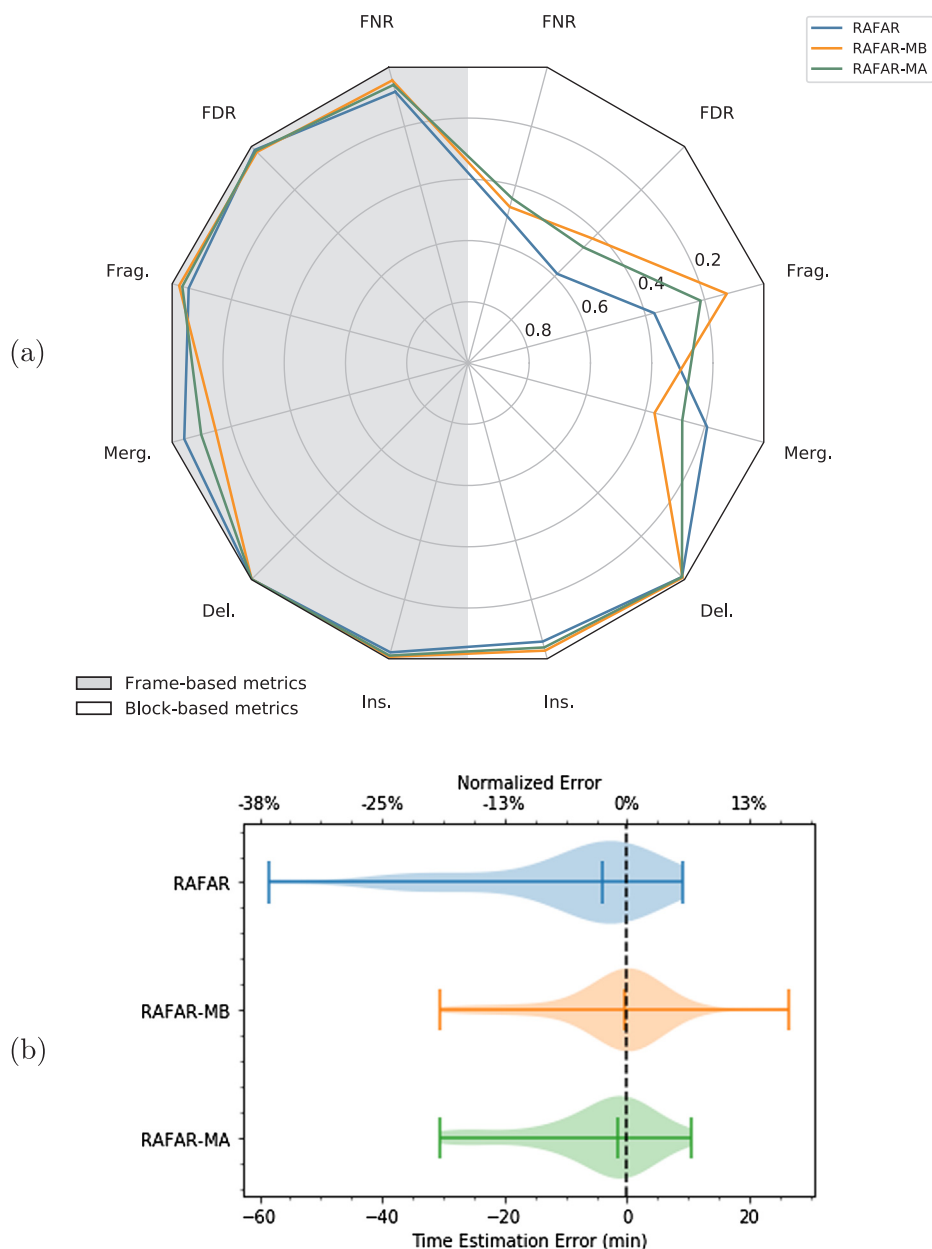 FNR FNR
RAFAR
RAFAR-MB
RAFAR-MA
FDR FDR
0.2
Frag. Frag.
0.4
0.6
0.8
(a)
Merg. Merg.
Del. Del.
Frame-based metrics
Block-based metrics
Ins. Ins.
Normalized Error
-38% -25% -13% 0% 13%
RAFAR
RAFAR-MB
(b)
RAFAR-MA
−60 −40 −20 0 20
Time Estimation Error (min)